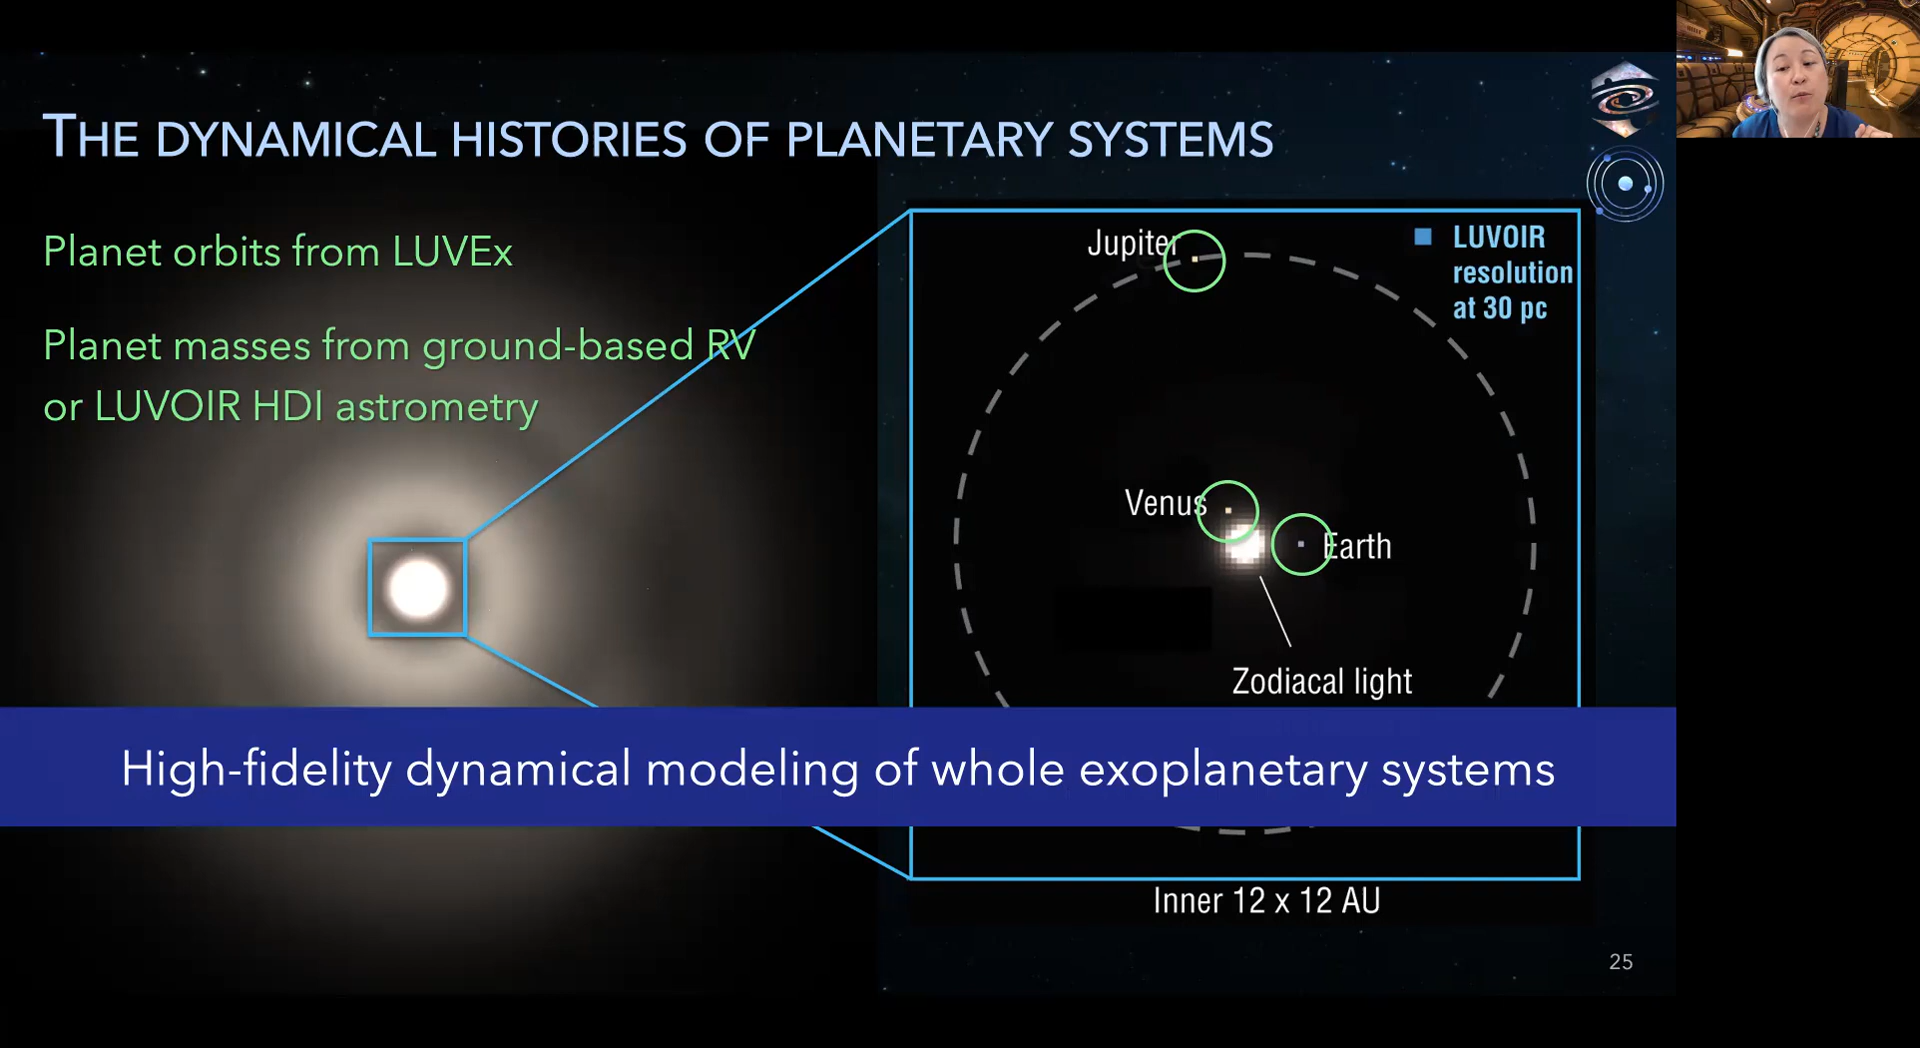 THE DYNAMICAL HISTORIES OF PLANETARY SYSTEMS
Planet orbits from LUVEx
Planet masses from ground-based RV
or LUVOIR HDI astrometry
Jupiter
LUVOIR
resolution
at 30 pc
Venus
Earth
Zodiacal light
High-fidelity dynamical modeling of whole exoplanetary systems
Inner 12 x 12 AU
25